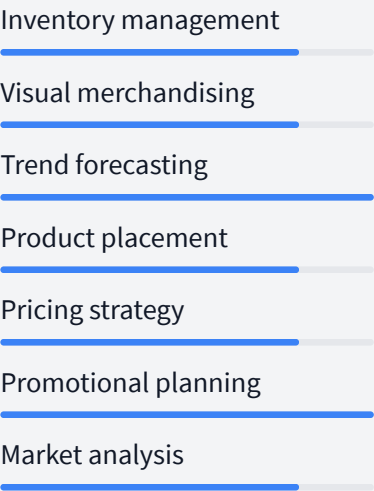 Inventory management
Visual merchandising
Trend forecasting
Product placement
Pricing strategy
Promotional planning
Market analysis